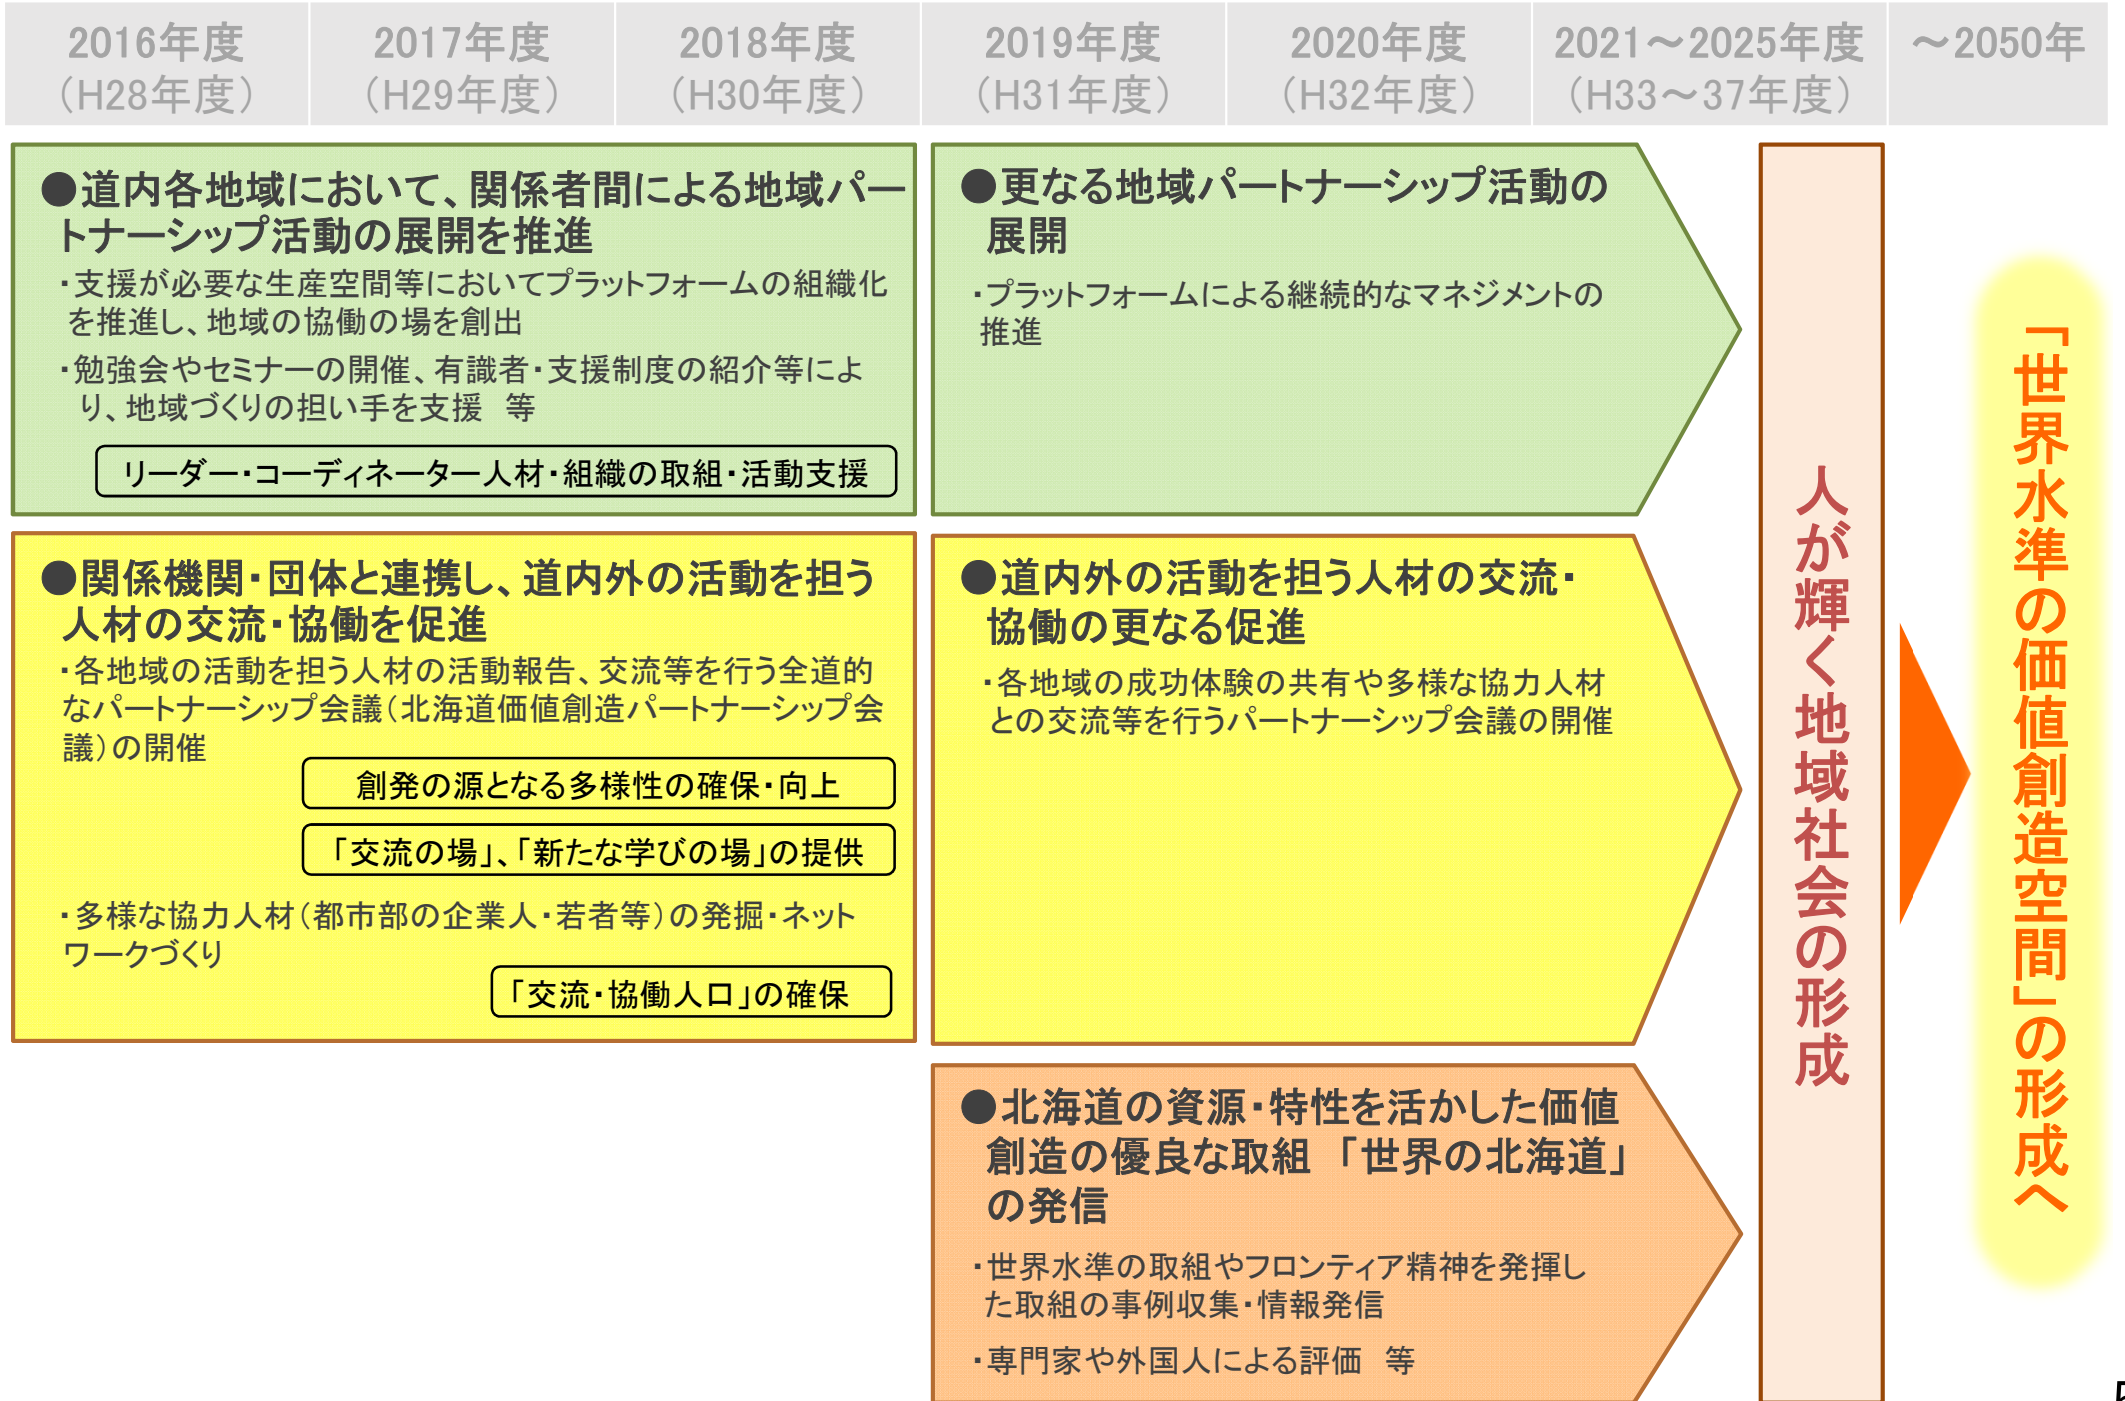 2016年度
(H28年度)
2017年度
(H29年度)
2018年度
(H30年度)
2019年度
(H31年度)
2020年度
(H32年度)
2021～2025年度
(H33～37年度)
～2050年
●道内各地域において、関係者間による地域パー
トナーシップ活動の展開を推進
・支援が必要な生産空間等においてプラットフォームの組織化
を推進し、地域の協働の場を創出
・勉強会やセミナーの開催、有識者・支援制度の紹介等によ
り、地域づくりの担い手を支援　等
リーダー・コーディネーター人材・組織の取組・活動支援
●更なる地域パートナーシップ活動の
展開
・プラットフォームによる継続的なマネジメントの
推進
●関係機関・団体と連携し、道内外の活動を担う
人材の交流・協働を促進
・各地域の活動を担う人材の活動報告、交流等を行う全道的
なパートナーシップ会議(北海道価値創造パートナーシップ会
議)の開催
創発の源となる多様性の確保・向上
「交流の場」、「新たな学びの場」の提供
・多様な協力人材(都市部の企業人・若者等)の発掘・ネット
ワークづくり
「交流・協働人口」の確保
●道内外の活動を担う人材の交流・
協働の更なる促進
・各地域の成功体験の共有や多様な協力人材
との交流等を行うパートナーシップ会議の開催
●北海道の資源・特性を活かした価値
創造の優良な取組「世界の北海道」
の発信
・世界水準の取組やフロンティア精神を発揮し
た取組の事例収集・情報発信
・専門家や外国人による評価　等
人が輝く地域社会の形成
「世界水準の価値創造空間」の形成へ